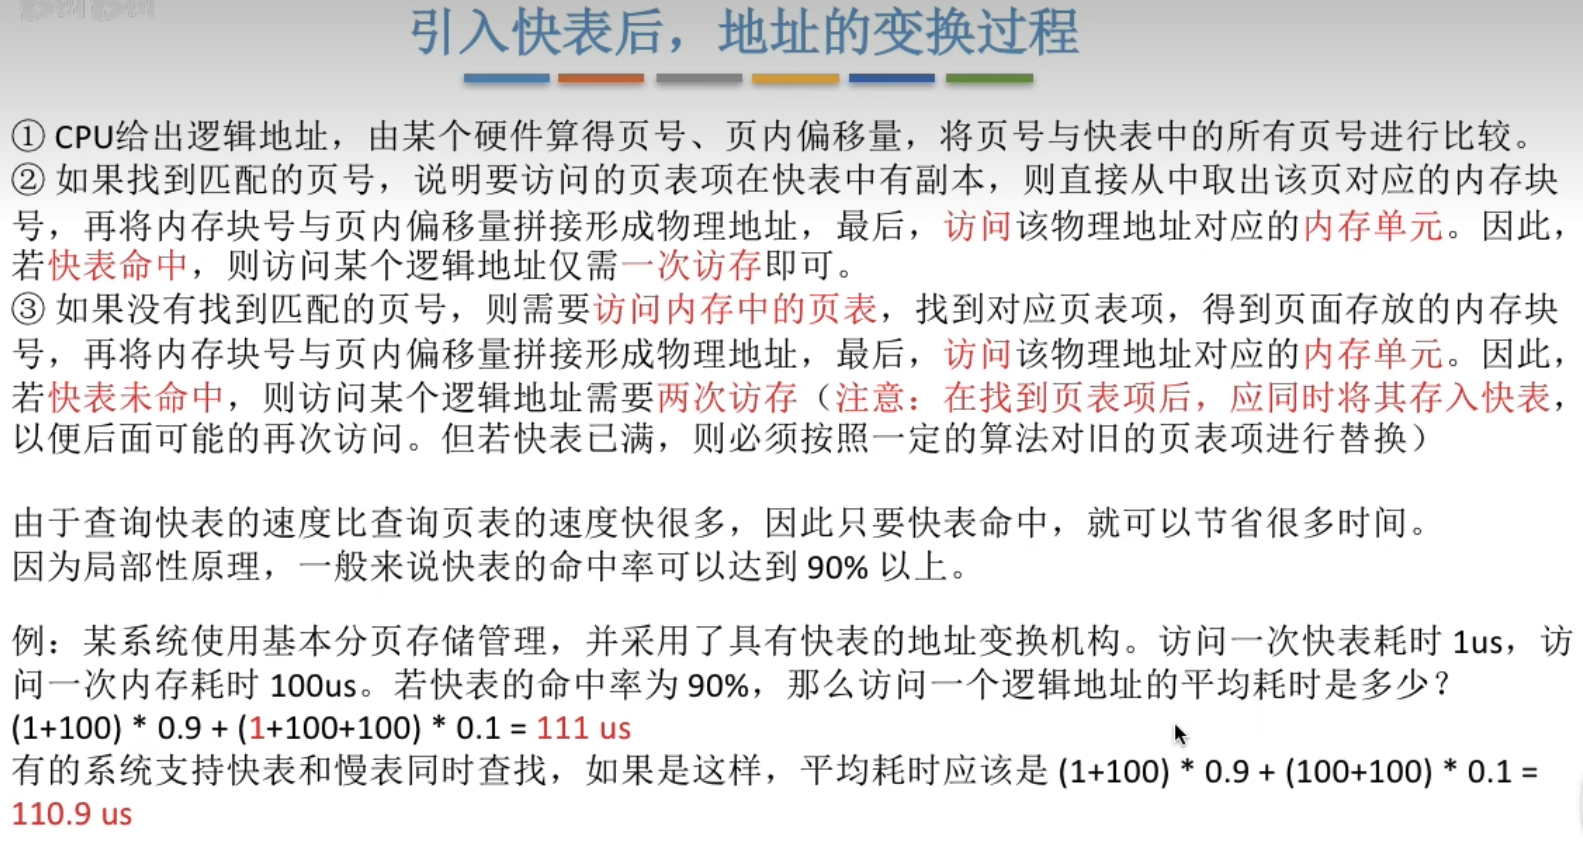 引入快表后，地址的变换过程
① CPU给出逻辑地址，由某个硬件算得页号、页内偏移量，将页号与快表中的所有页号进行比较。
② 如果找到匹配的页号，说明要访问的页表项在快表中有副本，则直接从中取出该页对应的内存块
号，再将内存块号与页内偏移量拼接形成物理地址，最后，访问该物理地址对应的内存单元。因此，
若快表命中，则访问某个逻辑地址仅需一次访存即可。
③ 如果没有找到匹配的页号，则需要访问内存中的页表，找到对应页表项，得到页面存放的内存块
号，再将内存块号与页内偏移量拼接形成物理地址，最后，访问该物理地址对应的内存单元。因此，
若快表未命中，则访问某个逻辑地址需要两次访存（注意：在找到页表项后，应同时将其存入快表，
以便后面可能的再次访问。但若快表已满，则必须按照一定的算法对旧的页表项进行替换）
由于查询快表的速度比查询页表的速度快很多，因此只要快表命中，就可以节省很多时间。
因为局部性原理，一般来说快表的命中率可以达到 90% 以上。
例：某系统使用基本分页存储管理，并采用了具有快表的地址变换机构。访问一次快表耗时 1us，访
问一次内存耗时 100us。若快表的命中率为 90%，那么访问一个逻辑地址的平均耗时是多少？
(1+100) * 0.9 + (1+100+100) * 0.1 = 111 us
有的系统支持快表和慢表同时查找，如果是这样，平均耗时应该是 (1+100) * 0.9 + (100+100) * 0.1 =
110.9 us